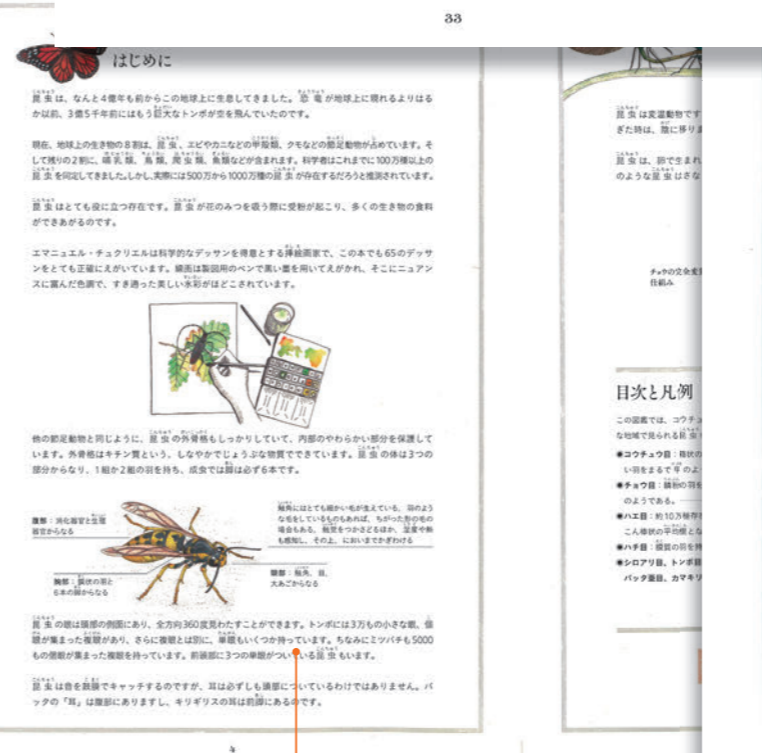 33
はじめに
昆虫は、なんと4億年も前からこの地球上に生息してきました。恐竜が地球上に現れるよりはる
か以前、3億5千年前にはもう巨大なトンボが空を飛んでいたのです。
現在、地球上の生き物の8割は、昆虫、エビやカニなどの甲殻類、クモなどの節足動物が占めています。そ
して残りの2割に、哺乳類、鳥類、爬虫類、魚類などが含まれます。科学者はこれまでに100万種以上の
昆虫を同定してきました。しかし、実際には500万から1000万種の昆虫が存在するだろうと推測されています。
昆虫はとても役に立つ存在です。昆虫が花のみつを吸う際に受粉が起こり、多くの生き物の食料
ができあがるのです。
エマニュエル・チュクリエルは科学的なデッサンを得意とする挿絵画家で、この本でも65のデッサ
ンをとても正確にえがいています。線画は製図用のペンで黒い墨を用いてえがかれ、そこにニュアン
スに富んだ色調で、すき通った美しい水彩がほどこされています。
他の節足動物と同じように、昆虫の外骨格もしっかりしていて、内部のやわらかい部分を保護して
います。外骨格はキチン質という、しなやかでじょうぶな物質でできています。昆虫の体は3つの
部分からなり、1組か2組の羽を持ち、成虫では脚は必ず6本です。
腹部：消化器官と生殖
器官からなる
触角にはとても細かい毛が生えている。羽のよう
な毛をしているものもあれば、ちがった形の毛の
場合もある。触覚をつかさどるほか、温度や熱
も感知し、その上、においまでかぎわける
胸部：膜状の羽と
6本の脚からなる
頭部：触角、目、
大あごからなる
昆虫の眼は頭部の側面にあり、全方向360度見わたすことができます。トンボには3万もの小さな眼、個
眼が集まった複眼があり、さらに複眼とは別に、単眼もいくつか持っています。ちなみにミツバチも5000
もの個眼が集まった複眼を持っています。前頭部に3つの単眼がついている昆虫もいます。
昆虫は音を鼓膜でキャッチするのですが、耳は必ずしも頭部についているわけではありません。バ
ッタの「耳」は腹部にありますし、キリギリスの耳は前脚にあるのです。
4
昆虫は変温動物です
ぎた時は、陰に移りま
昆虫は、卵で生まれ
のような昆虫はさな
チョウの完全変
仕組み
目次と凡例
この図鑑では、コウチュ
な地域で見られる昆虫
●コウチュウ目：
い羽をまるで
●チョウ目：鱗粉の羽を
のようである。
●ハエ目：約10万種存
こん棒状の平均棍とな
●ハチ目：膜質の羽を持
●シロアリ目、トンボ目
バッタ亜目、カマキリ